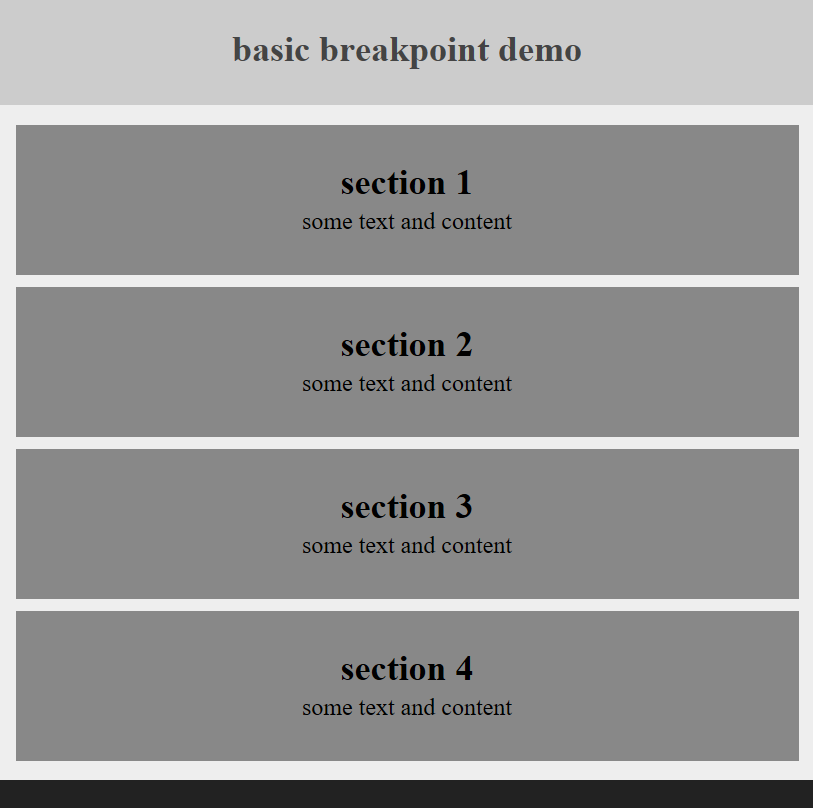 basic breakpoint demo
section 1
some text and content
section 2
some text and content
section 3
some text and content
section 4
some text and content